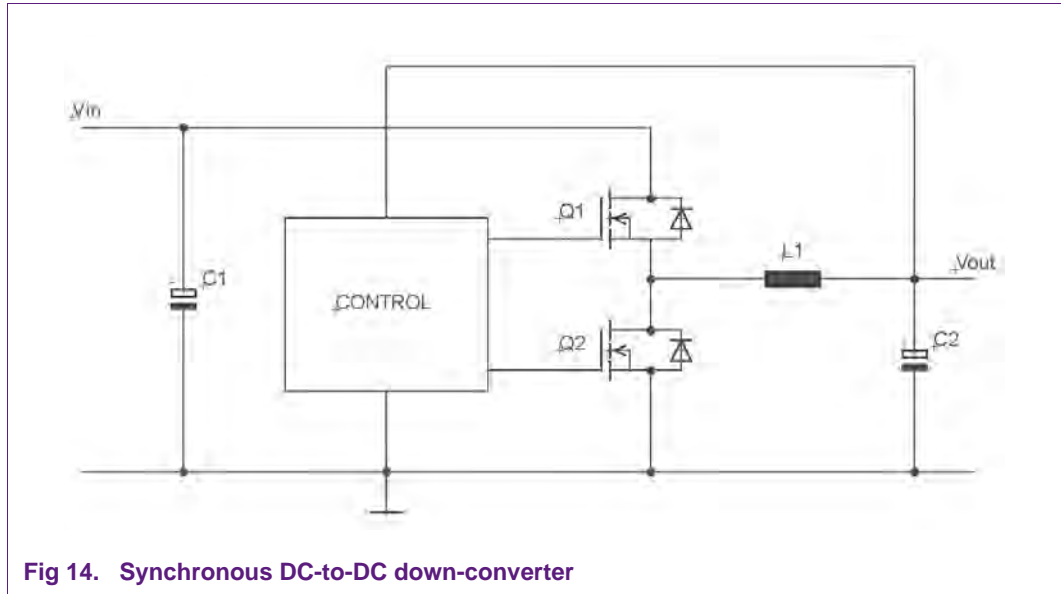 Vin
Q1
L1
Vout
C1
CONTROL
Q2
C2
Fig 14. Synchronous DC-to-DC down-converter